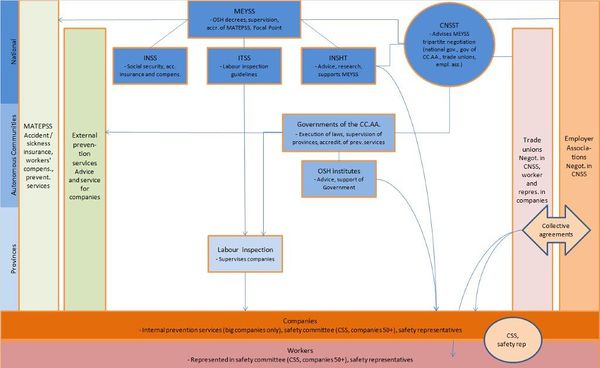 National
Autonomous Communities
Provinces
MEYSS
- OSH decrees, supervision,
accr. of MATEPSS. Focal Point
CNSST
- Advises MEYSS
tripartite negotiation
(national gov., gov of
CC.AA., trade unions,
empl. ass.)
INSS
- Social security, acc.
insurance and compens.
ITSS
- Labour inspection
guidelines
INSHT
- Advice, research,
supports MEYSS
Governments of the CC.AA.
- Execution of laws, supervision of
provinces, accredit. of prev. services
OSH institutes
- Advice, support of
Government
MATEPSS
Accident/
sickness
insurance,
workers'
compens.,
prevent.
services
External
preven-
tion
services
Advice
and service
for
companies
Trade
unions
Negot. in
CNSS,
worker
and
repres. in
companies
Employer
Associa-
tions
Negot. in
CNSS
Collective
agreements
Labour Inspection
- Supervises companies
Companies
- Internal prevention services (big companies only), safety committee (CSS, companies 50+), safety representatives
CSS,
safety rep
Workers
- Represented in safety committee (CSS, companies 50+), safety representatives